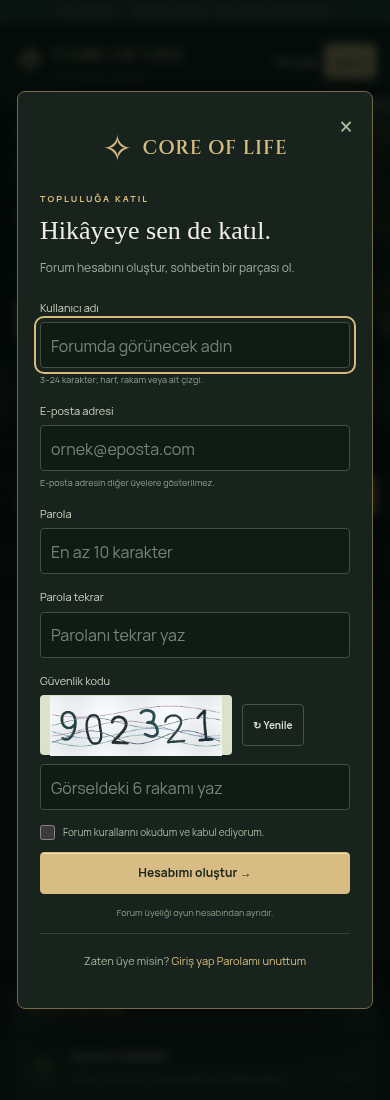 CORE OF LIFE
×
TOPLULUĞA KATIL
Hikâyeye sen de katıl.
Forum hesabını oluştur, sohbetin bir parçası ol.
Kullanıcı adı
Forumda görünecek adın
3–24 karakter; harf, rakam veya alt çizgi.
E-posta adresi
ornek@eposta.com
E-posta adresin diğer üyelere gösterilmez.
Parola
En az 10 karakter
Parola tekrar
Parolanı tekrar yaz
Güvenlik kodu
902321
↻ Yenile
Görseldeki 6 rakamı yaz
Forum kurallarını okudum ve kabul ediyorum.
Hesabımı oluştur →
Forum üyeliği oyun hesabından ayrıdır.
Zaten üye misin? Giriş yap Parolamı unuttum